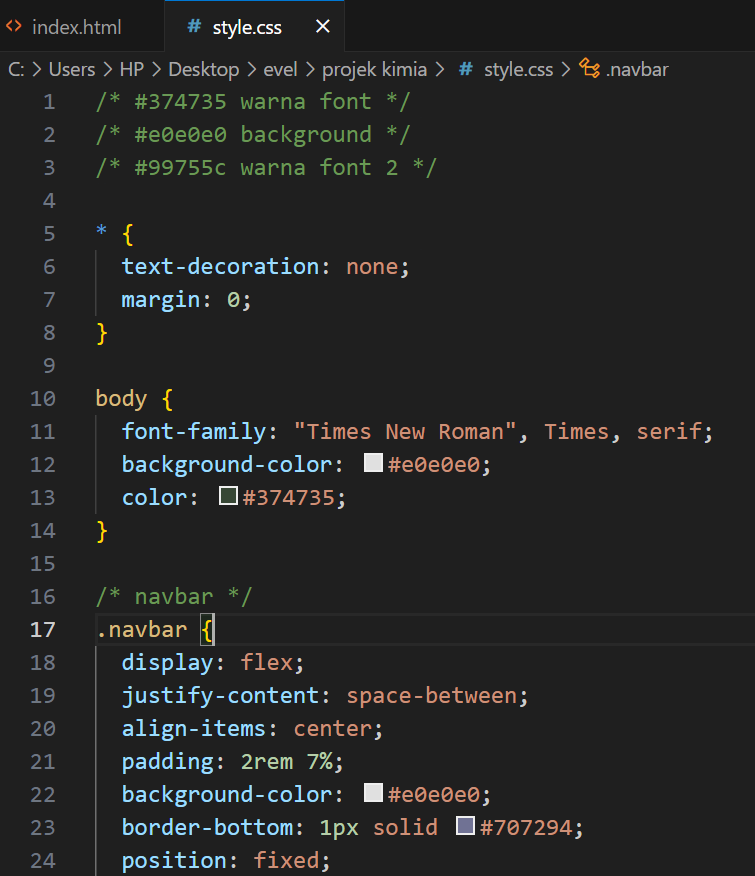 index.html # style.css
C: > Users > HP > Desktop > evel > projek kimia > # style.css > .navbar
1 /* #374735 warna font */
2 /* #e0e0e0 background */
3 /* #99755c warna font 2 */
4
5 * {
6 text-decoration: none;
7 margin: 0;
8 }
9
10 body {
11 font-family: "Times New Roman", Times, serif;
12 background-color: #e0e0e0;
13 color: #374735;
14 }
15
16 /* navbar */
17 .navbar {
18 display: flex;
19 justify-content: space-between;
20 align-items: center;
21 padding: 2rem 7%;
22 background-color: #e0e0e0;
23 border-bottom: 1px solid #707294;
24 position: fixed;